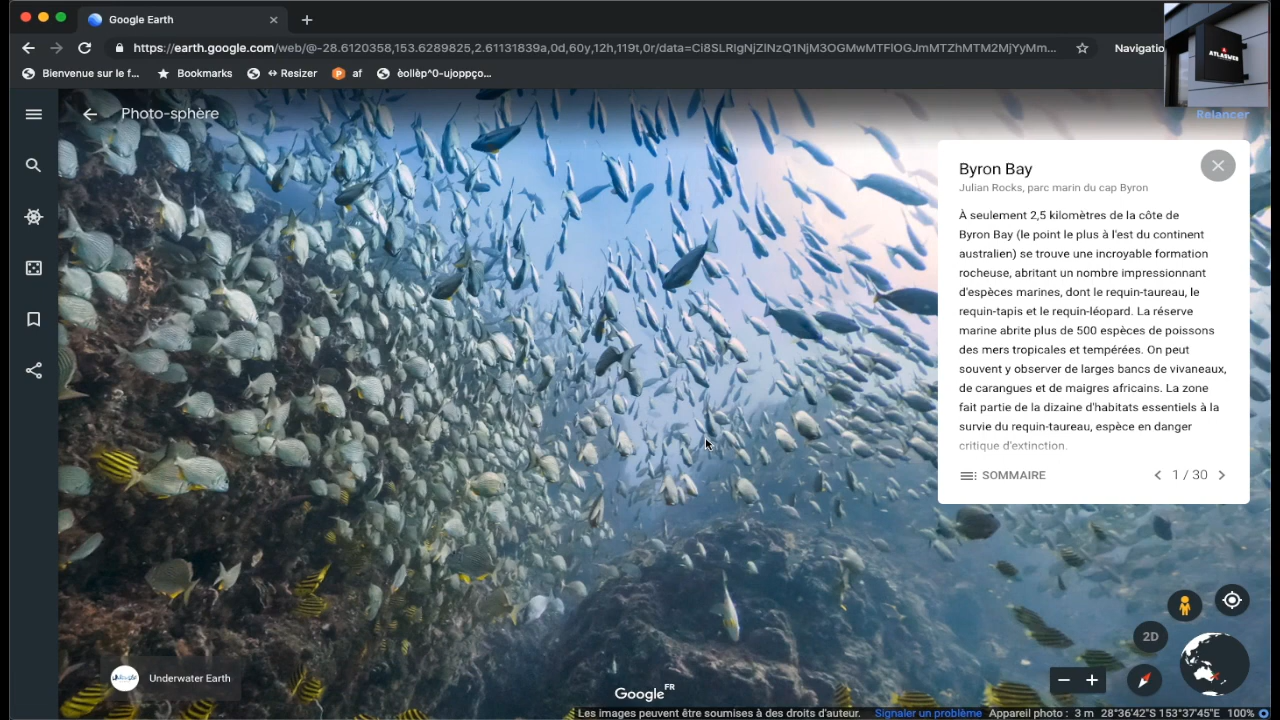 Google Earth
https://earth.google.com/web/@-28.6120358,153.6289825,2.61131839a,0d,60y,12h,119t,0r/data=Ci8SLRIgNjZlNzQ1NjM3OGMwMTFlOGJmMTZhMTM2MjYyMm...
Navigatio
ATLASWEB
Bienvenue sur le f...
Bookmarks
Resizer
af
èollèp^0-ujoppço...
Photo-sphère
Relancer
Byron Bay
Julian Rocks, parc marin du cap Byron
À seulement 2,5 kilomètres de la côte de
Byron Bay (le point le plus à l'est du continent
australien) se trouve une incroyable formation
rocheuse, abritant un nombre impressionnant
d'espèces marines, dont le requin-taureau, le
requin-tapis et le requin-léopard. La réserve
marine abrite plus de 500 espèces de poissons
des mers tropicales et tempérées. On peut
souvent y observer de larges bancs de vivaneaux,
de carangues et de maigres africains. La zone
fait partie de la dizaine d'habitats essentiels à la
survie du requin-taureau, espèce en danger
critique d'extinction.
SOMMAIRE
1 / 30
2D
Underwater Earth
Google FR
Les images peuvent être soumises à des droits d'auteur. Signaler un problème Appareil photo : 3 m 28°36'42"S 153°37'45"E 100%